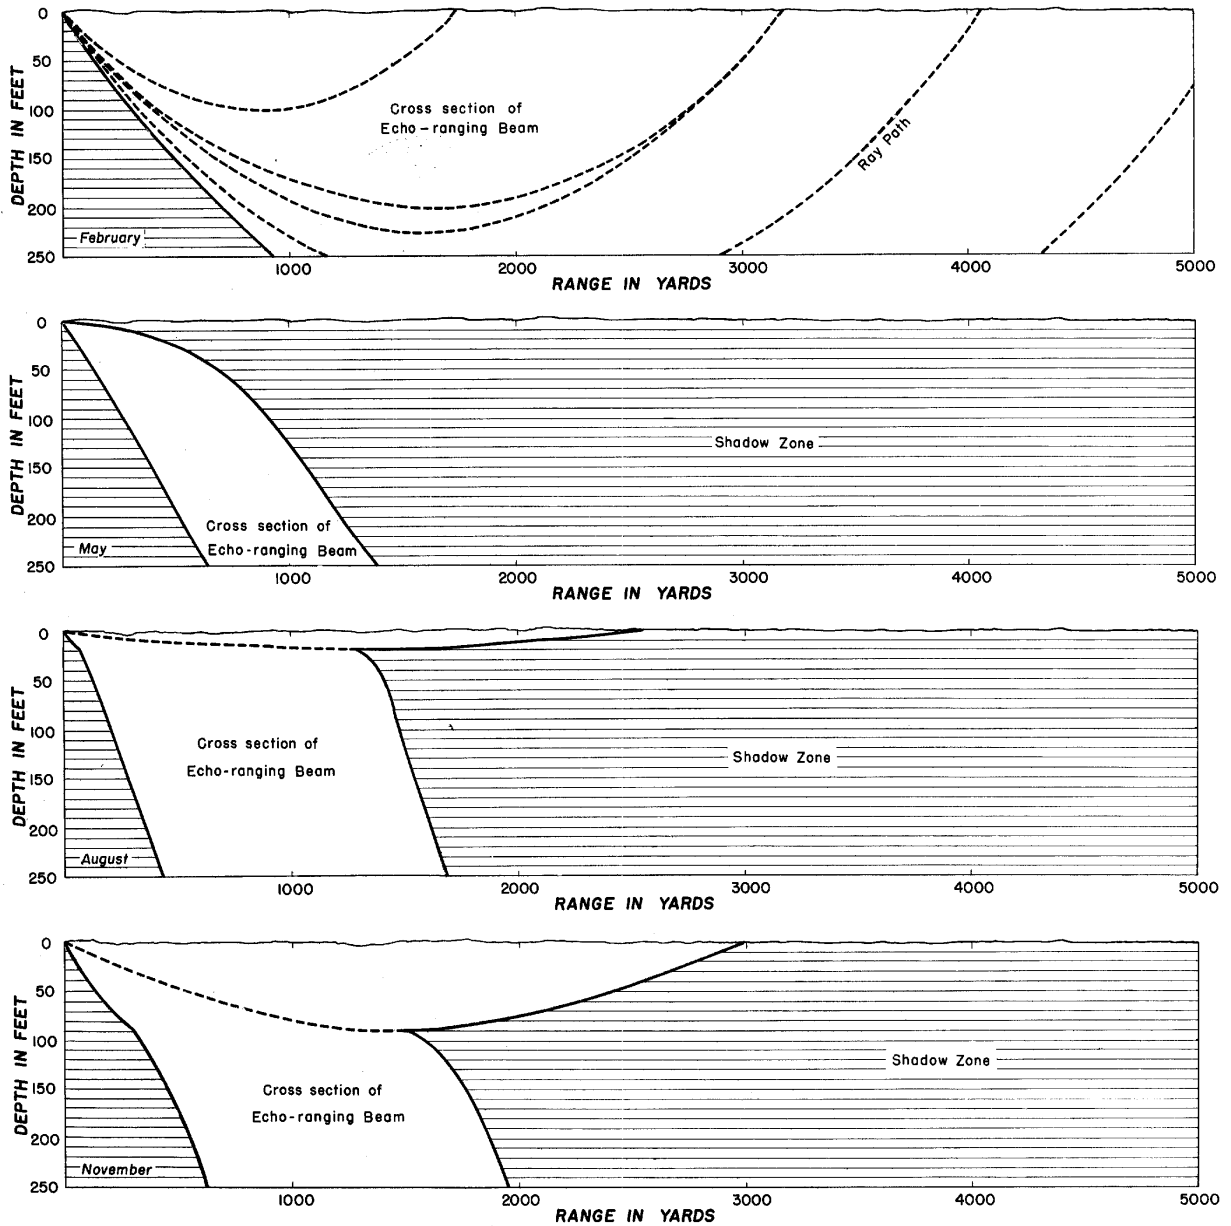 DEPTH IN FEET
0
50
100
150
200
250
Cross section of
Echo-ranging Beam
Ray Path
February
1000 2000 3000 4000 5000
RANGE IN YARDS
DEPTH IN FEET
0
50
100
150
200
250
Shadow Zone
Cross section of
Echo-ranging Beam
May
1000 2000 3000 4000 5000
RANGE IN YARDS
DEPTH IN FEET
0
50
100
150
200
250
Cross section of
Echo-ranging Beam
Shadow Zone
August
1000 2000 3000 4000 5000
RANGE IN YARDS
DEPTH IN FEET
0
50
100
150
200
250
Shadow Zone
Cross section of
Echo-ranging Beam
November
1000 2000 3000 4000 5000
RANGE IN YARDS